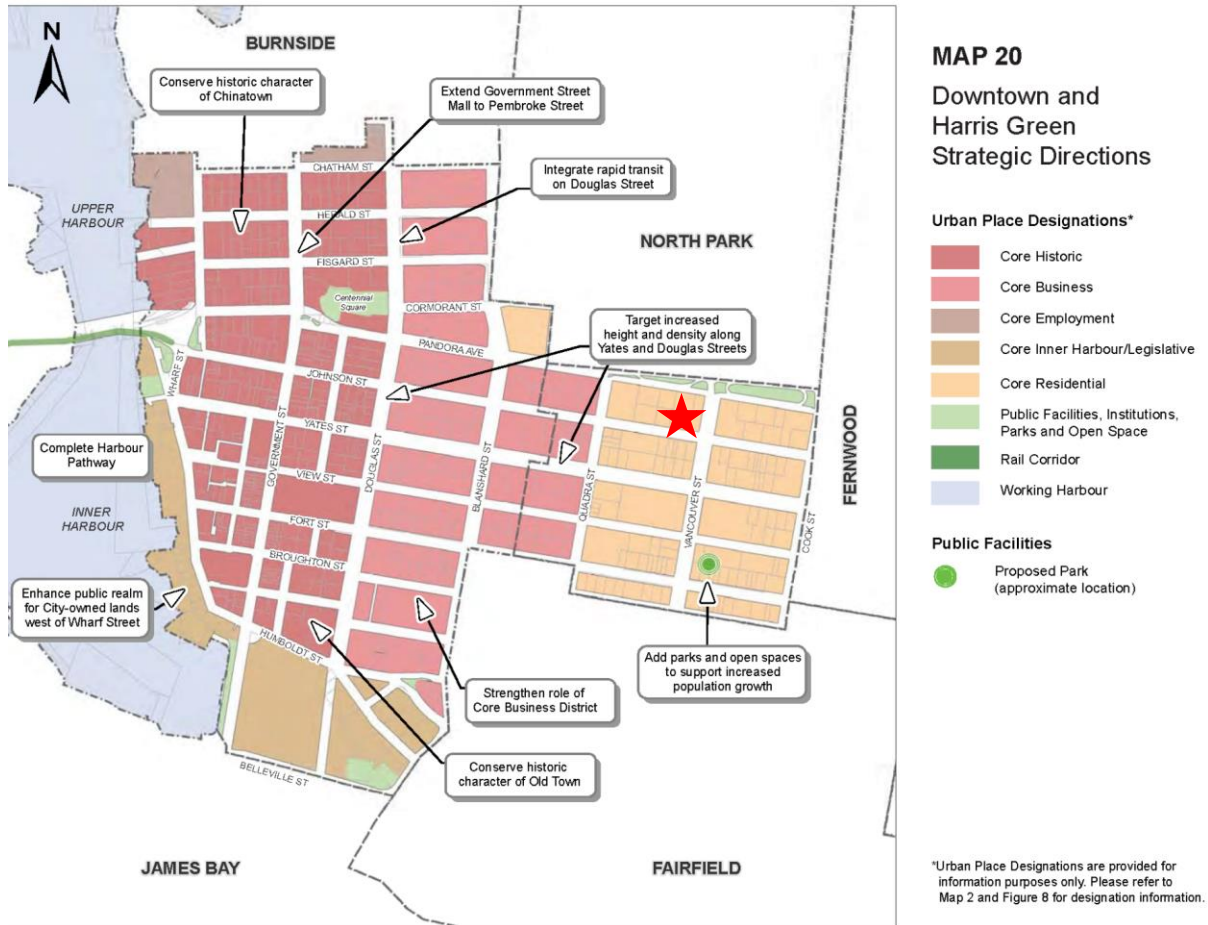 N
BURNSIDE
Conserve historic character
of Chinatown
Extend Government Street
Mall to Pembroke Street
Integrate rapid transit
on Douglas Street
CHATHAM ST
HERALD ST
FISGARD ST
UPPER
HARBOUR
NORTH PARK
Centennial
Square
CORMORANT ST
Target increased
height and density along
Yates and Douglas Streets
PANDORA AVE
WHARF ST
JOHNSON ST
YATES ST
GOVERNMENT ST
DOUGLAS ST
BLANSHARD ST
QUADRA ST
VANCOUVER ST
COOK ST
FERNWOOD
Complete Harbour
Pathway
VIEW ST
INNER
HARBOUR
FORT ST
BROUGHTON ST
Enhance public realm
for City-owned lands
west of Wharf Street
HUMBOLDT ST
Add parks and open spaces
to support increased
population growth
Strengthen role of
Core Business District
Conserve historic
character of Old Town
BELLEVILLE ST
JAMES BAY
FAIRFIELD
MAP 20
Downtown and
Harris Green
Strategic Directions
Urban Place Designations*
Core Historic
Core Business
Core Employment
Core Inner Harbour/Legislative
Core Residential
Public Facilities, Institutions,
Parks and Open Space
Rail Corridor
Working Harbour
Public Facilities
Proposed Park
(approximate location)
*Urban Place Designations are provided for
information purposes only. Please refer to
Map 2 and Figure 8 for designation information.